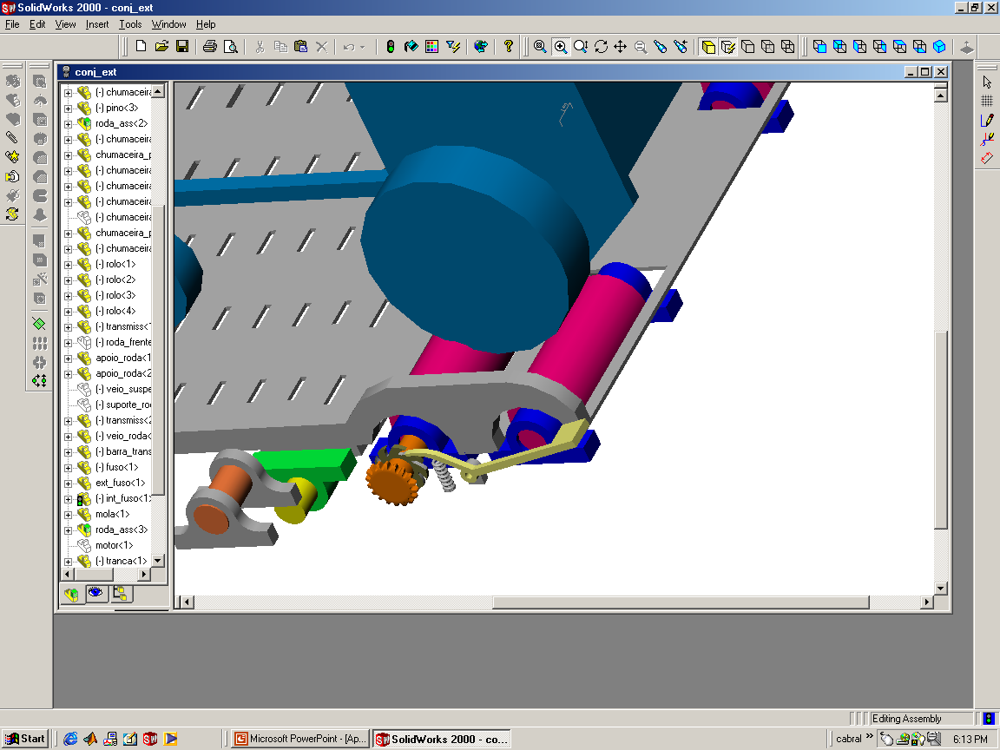 SolidWorks 2000 - conj_ext
File Edit View Insert Tools Window Help
conj_ext
(-) chumaceira
(-) pino<3>
roda_ass<2>
(-) chumaceira
chumaceira_p
(-) chumaceira
(-) chumaceira
(-) chumaceira
(-) chumaceira
chumaceira_p
(-) chumaceira
(-) rolo<1>
(-) rolo<2>
(-) rolo<3>
(-) rolo<4>
(-) transmiss<
(-) roda_frente
apoio_roda<1
apoio_roda<2
(-) veio_suspe
(-) suporte_ro
(-) transmiss<2
(-) veio_roda<
(-) barra_trans
(-) fuso<1>
ext_fuso<1>
(-) int_fuso<1>
mola<1>
roda_ass<3>
motor<1>
(-) tranca<1>
Editing Assembly
Start Microsoft PowerPoint - [Ap... SolidWorks 2000 - co... cabral » 6:13 PM